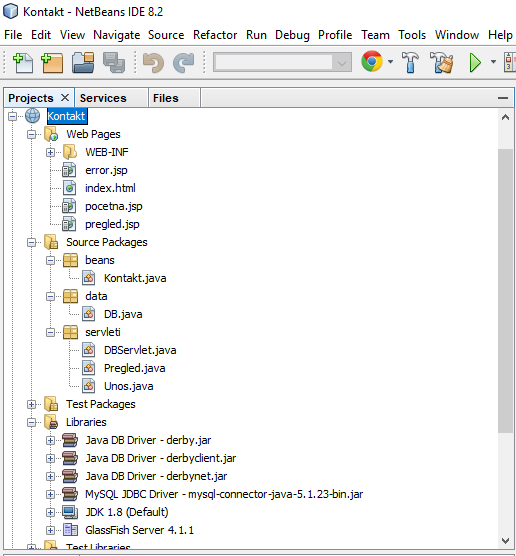 Kontakt - NetBeans IDE 8.2
File Edit View Navigate Source Refactor Run Debug Profile Team Tools Window Help
Projects Services Files
Kontakt
Web Pages
WEB-INF
error.jsp
index.html
pocetna.jsp
pregled.jsp
Source Packages
beans
Kontakt.java
data
DB.java
servleti
DBServlet.java
Pregled.java
Unos.java
Test Packages
Libraries
Java DB Driver - derby.jar
Java DB Driver - derbyclient.jar
Java DB Driver - derbynet.jar
MySQL JDBC Driver - mysql-connector-java-5.1.23-bin.jar
JDK 1.8 (Default)
GlassFish Server 4.1.1
Test Libraries